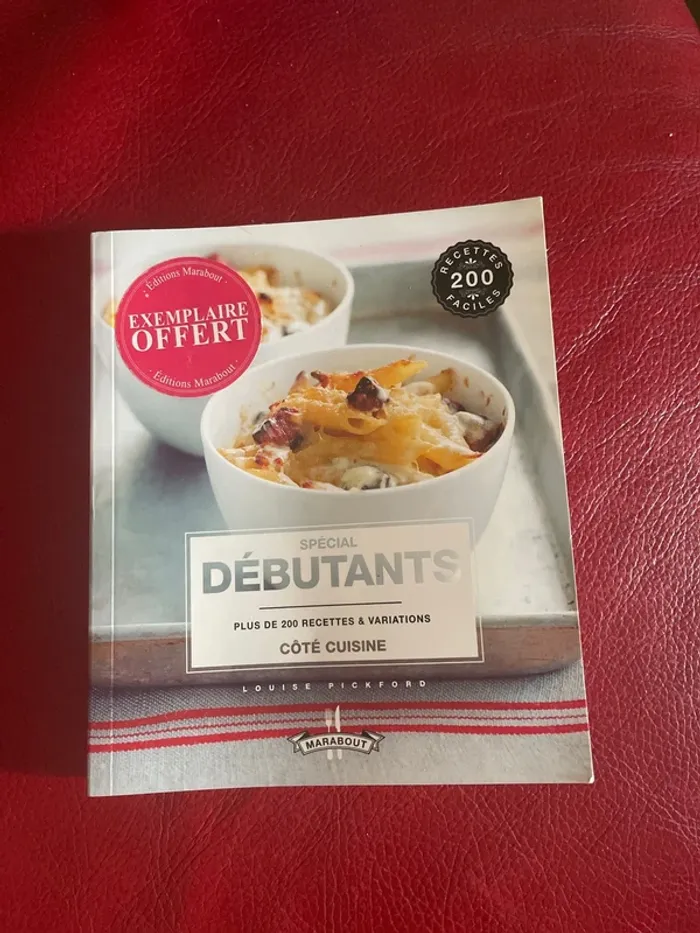 · Éditions Marabout ·
EXEMPLAIRE
OFFERT
· Éditions Marabout ·
RECETTES
200
FACILES
SPÉCIAL
DÉBUTANTS
PLUS DE 200 RECETTES & VARIATIONS
CÔTÉ CUISINE
LOUISE PICKFORD
MARABOUT